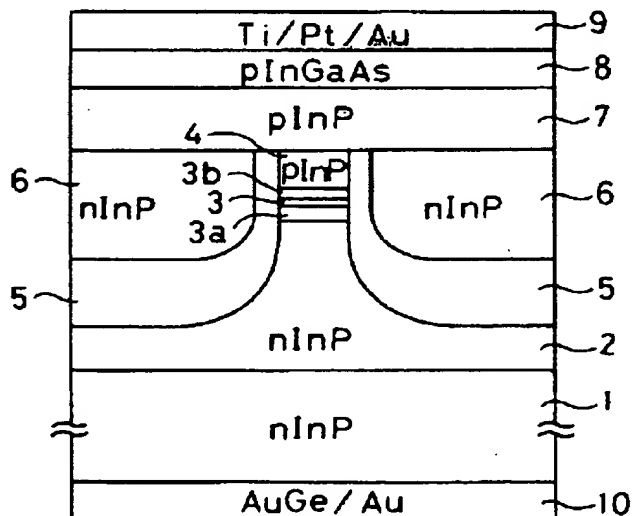 Ti/Pt/Au
9
pInGaAs
8
pInP
7
4
pInP
6
3b
6
nInP
3
nInP
3a
5
5
nInP
2
1
nInP
AuGe/Au
10